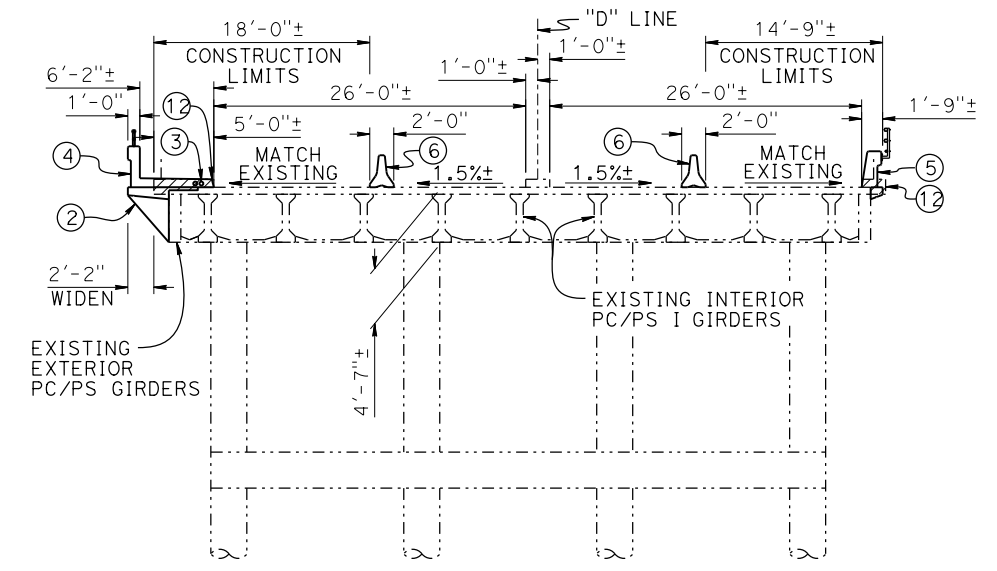 "D" LINE
18'-0"±
14'-9"±
1'-0"±
CONSTRUCTION
LIMITS
CONSTRUCTION
LIMITS
1'-0"±
6'-2"±
26'-0"±
26'-0"±
1'-0"
12
5'-0"±
2'-0"
2'-0"
1'-9"±
3
6
6
4
MATCH
EXISTING
1.5%±
1.5%±
MATCH
EXISTING
5
12
2
2'-2"
WIDEN
EXISTING INTERIOR
PC/PS I GIRDERS
EXISTING
EXTERIOR
PC/PS GIRDERS
4'-7"±